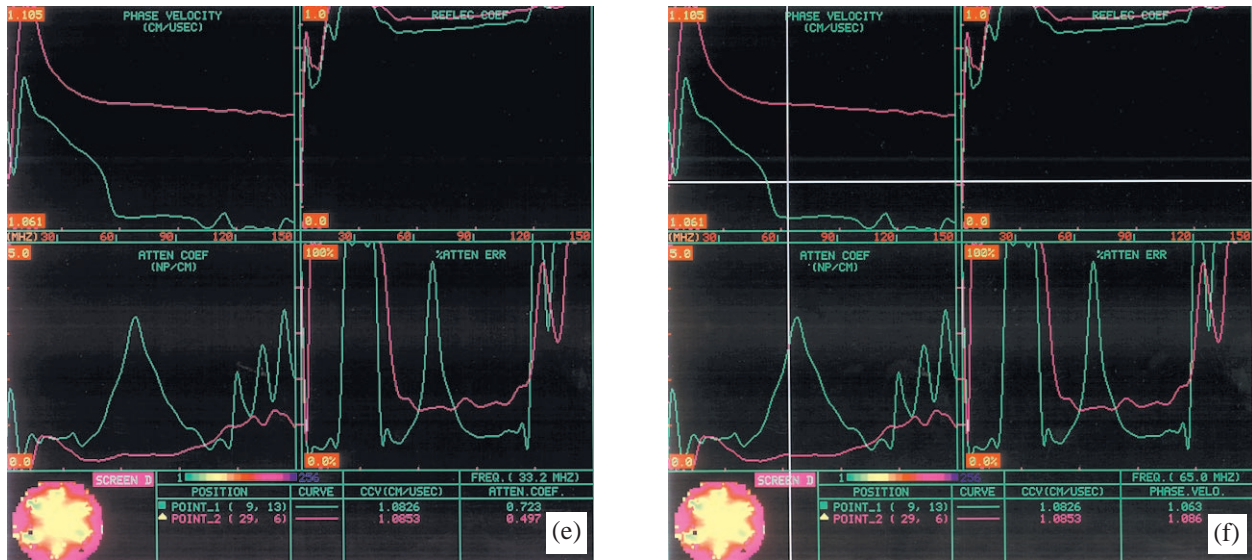 1.105
PHASE VELOCITY
(CM/USEC)
1.0
REFLEC COEF
1.061
0.0
(MHZ) 30 60 90 120 150
30 60 90 120 150
5.0
ATTEN COEF
(NP/CM)
100%
%ATTEN ERR
0.0
0.0%
SCREEN D
1 256
FREQ.( 33.2 MHZ)
POSITION CURVE CCV(CM/USEC) ATTEN.COEF.
POINT_1 ( 9, 13) 1.0826 0.723
POINT_2 ( 29, 6) 1.0853 0.497
(e)
1.105
PHASE VELOCITY
(CM/USEC)
1.0
REFLEC COEF
1.061
0.0
(MHZ) 30 60 90 120 150
30 60 90 120 150
5.0
ATTEN COEF
(NP/CM)
100%
%ATTEN ERR
0.0
0.0%
SCREEN D
1 256
FREQ.( 65.0 MHZ)
POSITION CURVE CCV(CM/USEC) PHASE.VELO.
POINT_1 ( 9, 13) 1.0826 1.063
POINT_2 ( 29, 6) 1.0853 1.086
(f)